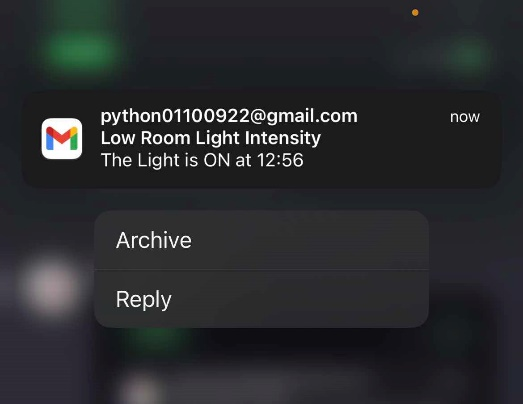 python01100922@gmail.com
now
Low Room Light Intensity
The Light is ON at 12:56
Archive
Reply